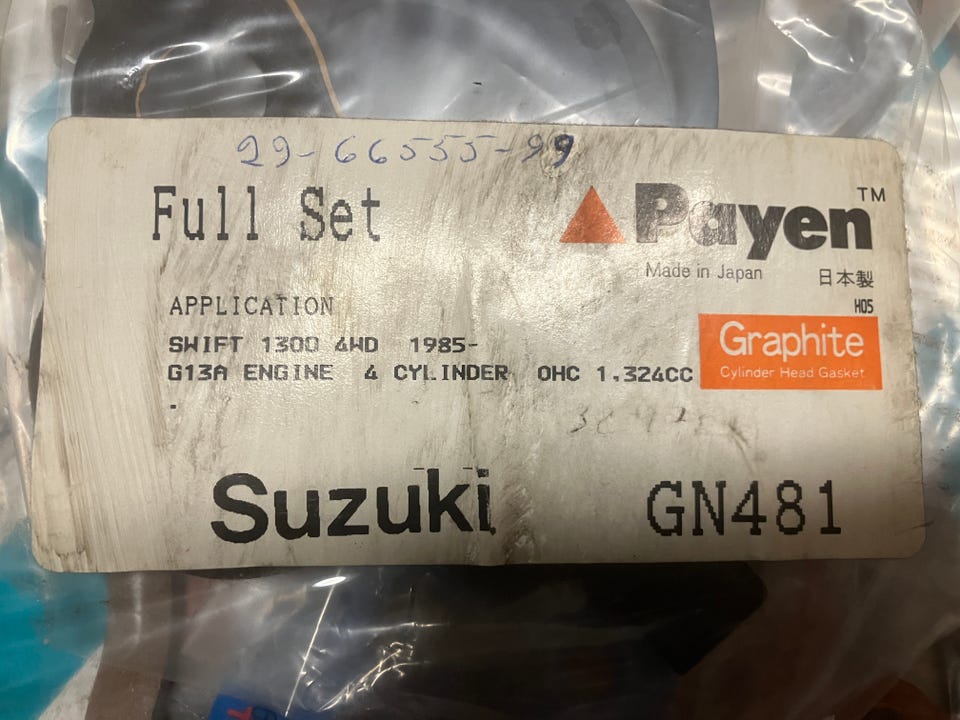 29-66555-99
Full Set
Payen™
Made in Japan 日本製
H05
APPLICATION
SWIFT 1300 4WD 1985-
G13A ENGINE 4 CYLINDER OHC 1,324CC
.
Graphite
Cylinder Head Gasket
Suzuki
GN481